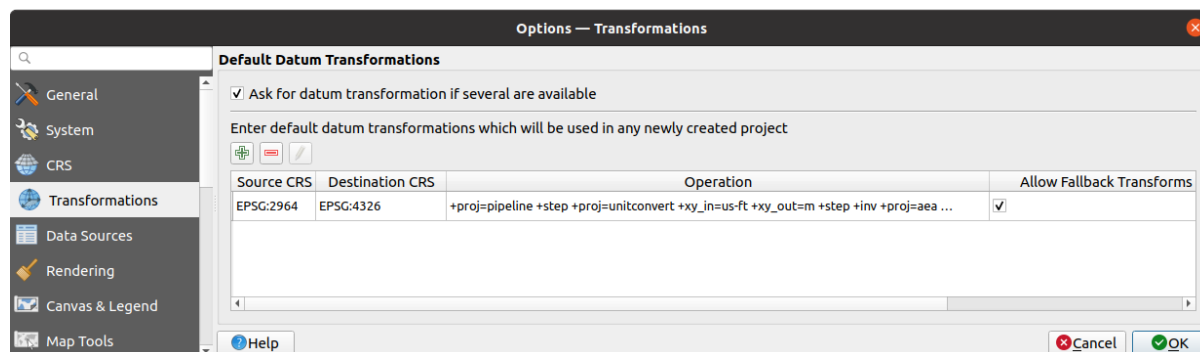 Options — Transformations
General
System
CRS
Transformations
Data Sources
Rendering
Canvas & Legend
Map Tools
Default Datum Transformations
Ask for datum transformation if several are available
Enter default datum transformations which will be used in any newly created project
Source CRS Destination CRS Operation Allow Fallback Transforms
EPSG:2964 EPSG:4326 +proj=pipeline +step +proj=unitconvert +xy_in=us-ft +xy_out=m +step +inv +proj=aea ...
Help Cancel OK